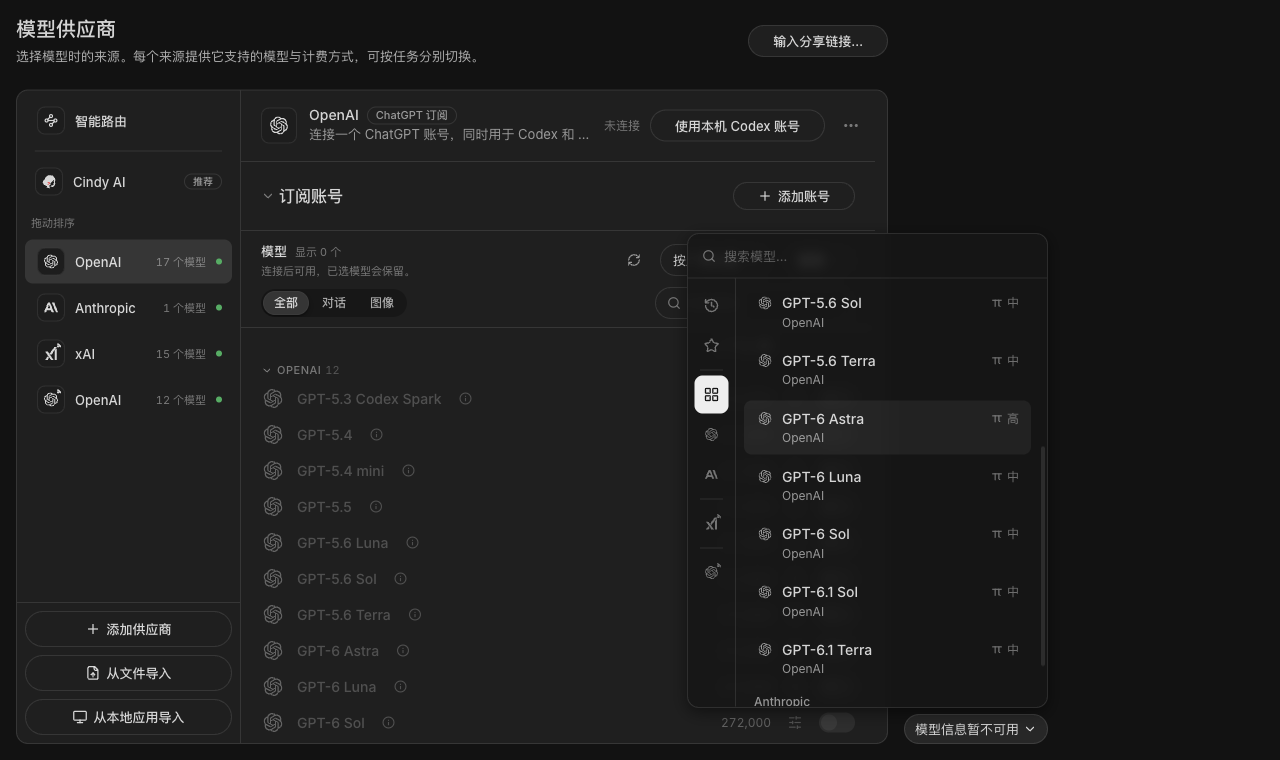 模型供应商
选择模型时的来源。每个来源提供它支持的模型与计费方式，可按任务分别切换。
输入分享链接...
智能路由
Cindy AI 推荐
拖动排序
OpenAI 17 个模型
Anthropic 1 个模型
xAI 15 个模型
OpenAI 12 个模型
添加供应商
从文件导入
从本地应用导入
OpenAI ChatGPT 订阅
连接一个 ChatGPT 账号，同时用于 Codex 和 ...
未连接
使用本机 Codex 账号
订阅账号
添加账号
模型 显示 0 个
连接后可用，已选模型会保留。
按
全部 对话 图像
OPENAI 12
GPT-5.3 Codex Spark
GPT-5.4
GPT-5.4 mini
GPT-5.5
GPT-5.6 Luna
GPT-5.6 Sol
GPT-5.6 Terra
GPT-6 Astra
GPT-6 Luna
GPT-6 Sol
272,000
搜索模型...
GPT-5.6 Sol π 中
OpenAI
GPT-5.6 Terra π 中
OpenAI
GPT-6 Astra π 高
OpenAI
GPT-6 Luna π 中
OpenAI
GPT-6 Sol π 中
OpenAI
GPT-6.1 Sol π 中
OpenAI
GPT-6.1 Terra π 中
OpenAI
Anthropic
模型信息暂不可用